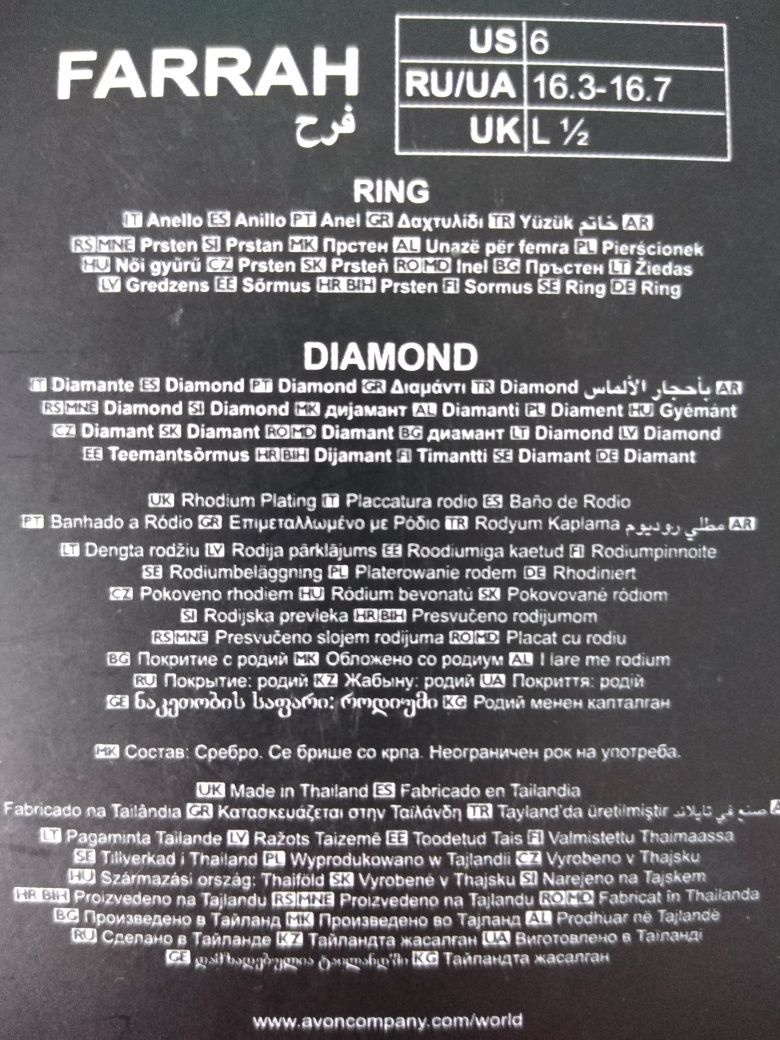 FARRAH
فرح
US 6
RU/UA 16.3-16.7
UK L ½
RING
IT Anello ES Anillo PT Anel GR Δαχτυλίδι TR Yüzük خاتم AR
RS MNE Prsten SI Prstan MK Прстен AL Unazë për femra PL Pierścionek
HU Női gyűrű CZ Prsten SK Prsteň RO MD Inel BG Пръстен LT Žiedas
LV Gredzens EE Sõrmus HR BIH Prsten FI Sormus SE Ring DE Ring
DIAMOND
IT Diamante ES Diamond PT Diamond GR Διαμάντι TR Diamond بأحجار الألماس AR
RS MNE Diamond SI Diamond MK дијамант AL Diamanti PL Diament HU Gyémánt
CZ Diamant SK Diamant RO MD Diamant BG диамант LT Diamond LV Diamond
EE Teemantsõrmus HR BIH Dijamant FI Timantti SE Diamant DE Diamant
UK Rhodium Plating IT Placcatura rodio ES Baño de Rodio
PT Banhado a Ródio GR Επιμεταλλωμένο με Ρόδιο TR Rodyum Kaplama مطلي روديوم AR
LT Dengta rodžiu LV Rodija pārklājums EE Roodiumiga kaetud FI Rodiumpinnoite
SE Rodiumbeläggning PL Platerowanie rodem DE Rhodiniert
CZ Pokoveno rhodiem HU Ródium bevonatú SK Pokovované ródiom
SI Rodijska prevleka HR BIH Presvučeno rodijumom
RS MNE Presvučeno slojem rodijuma RO MD Placat cu rodiu
BG Покритие с родий MK Обложено со родиум AL I lare me rodium
RU Покрытие: родий KZ Жабыну: родий UA Покриття: родій
GE ნაკეთობის საფარი: როდიუმი KG Родий менен капталган
MK Состав: Сребро. Се брише со крпа. Неограничен рок на употреба.
UK Made in Thailand ES Fabricado en Tailandia
Fabricado na Tailândia GR Κατασκευάζεται στην Ταϊλάνδη TR Tayland'da üretilmiştir صنع في تايلاند
LT Pagaminta Tailande LV Ražots Taizemē EE Toodetud Tais FI Valmistettu Thaimaassa
SE Tillverkad i Thailand PL Wyprodukowano w Tajlandii CZ Vyrobeno v Thajsku
HU Származási ország: Thaiföld SK Vyrobené v Thajsku SI Narejeno na Tajskem
HR BIH Proizvedeno na Tajlandu RS MNE Proizvedeno na Tajlandu RO MD Fabricat în Thailanda
BG Произведено в Тайланд MK Произведено во Тајланд AL Prodhuar në Tajlandë
RU Сделано в Таиланде KZ Тайландта жасалған UA Виготовлено в Таїланді
GE დამზადებულია ტაილანდში KG Тайландта жасалган
www.avoncompany.com/world